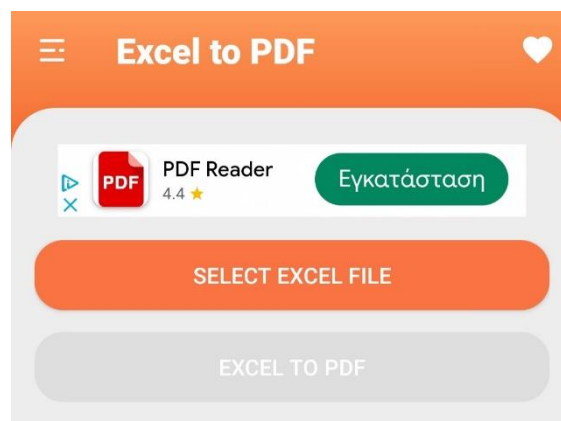 Excel to PDF
PDF
PDF Reader
4.4 ★
Εγκατάσταση
SELECT EXCEL FILE
EXCEL TO PDF